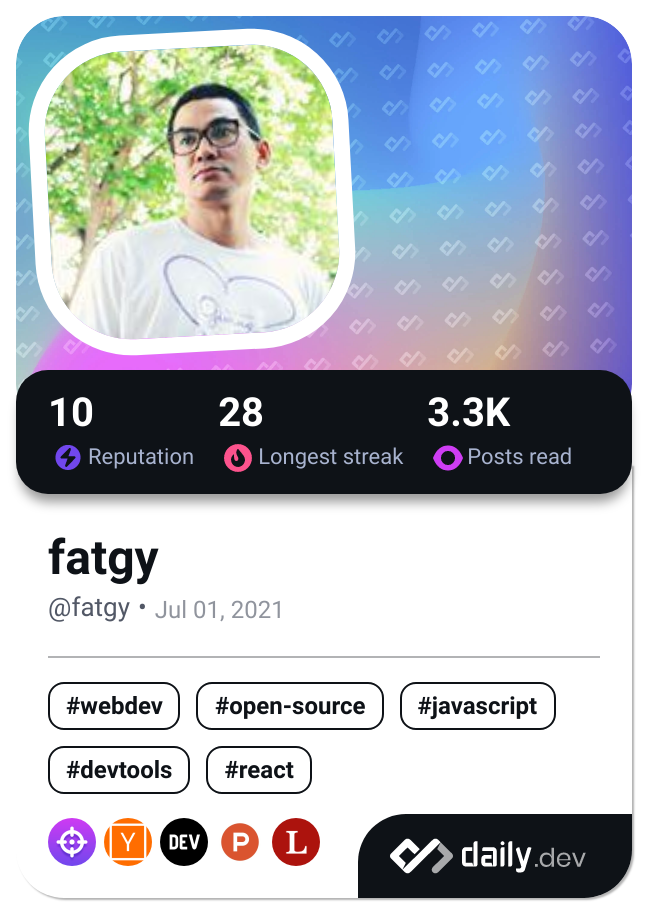 10 28 3.3K
Reputation Longest streak Posts read
fatgy
@fatgy • Jul 01, 2021
#webdev #open-source #javascript
#devtools #react
Y DEV P L
daily.dev